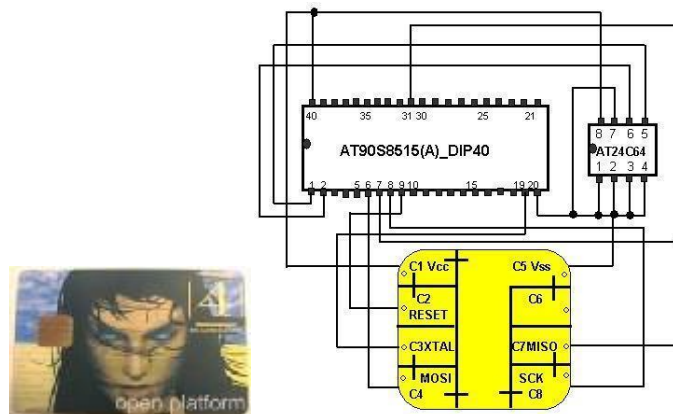 40
35
31 30
25
21
AT90S8515(A)_DIP40
1 2
5 6 7 8 9 10
15
19 20
8 7 6 5
AT24C64
1 2 3 4
C1 Vcc
C5 Vss
C2
RESET
C6
C3XTAL
C7MISO
MOSI
C4
SCK
C8
4
open platform